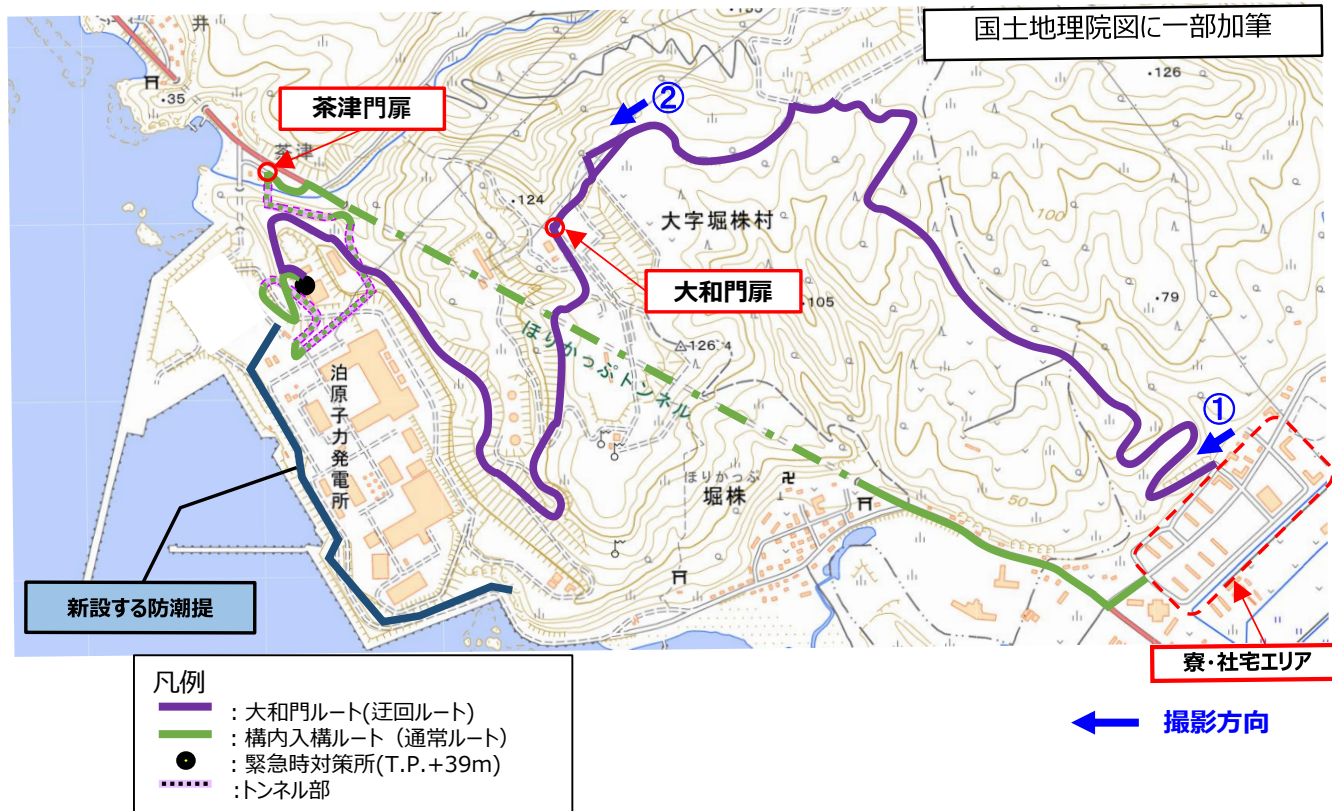 国土地理院図に一部加筆
井
・35
・126
②
茶津門扉
茶津
・124
大字堀株村
100
大和門扉
・79
・105
ほりかっぷトンネル
126.4
泊原子力発電所
①
ほりかっぷ
堀株
50
新設する防潮提
寮・社宅エリア
凡例
：大和門ルート(迂回ルート)
：構内入構ルート（通常ルート）
：緊急時対策所(T.P.+39m)
：トンネル部
撮影方向